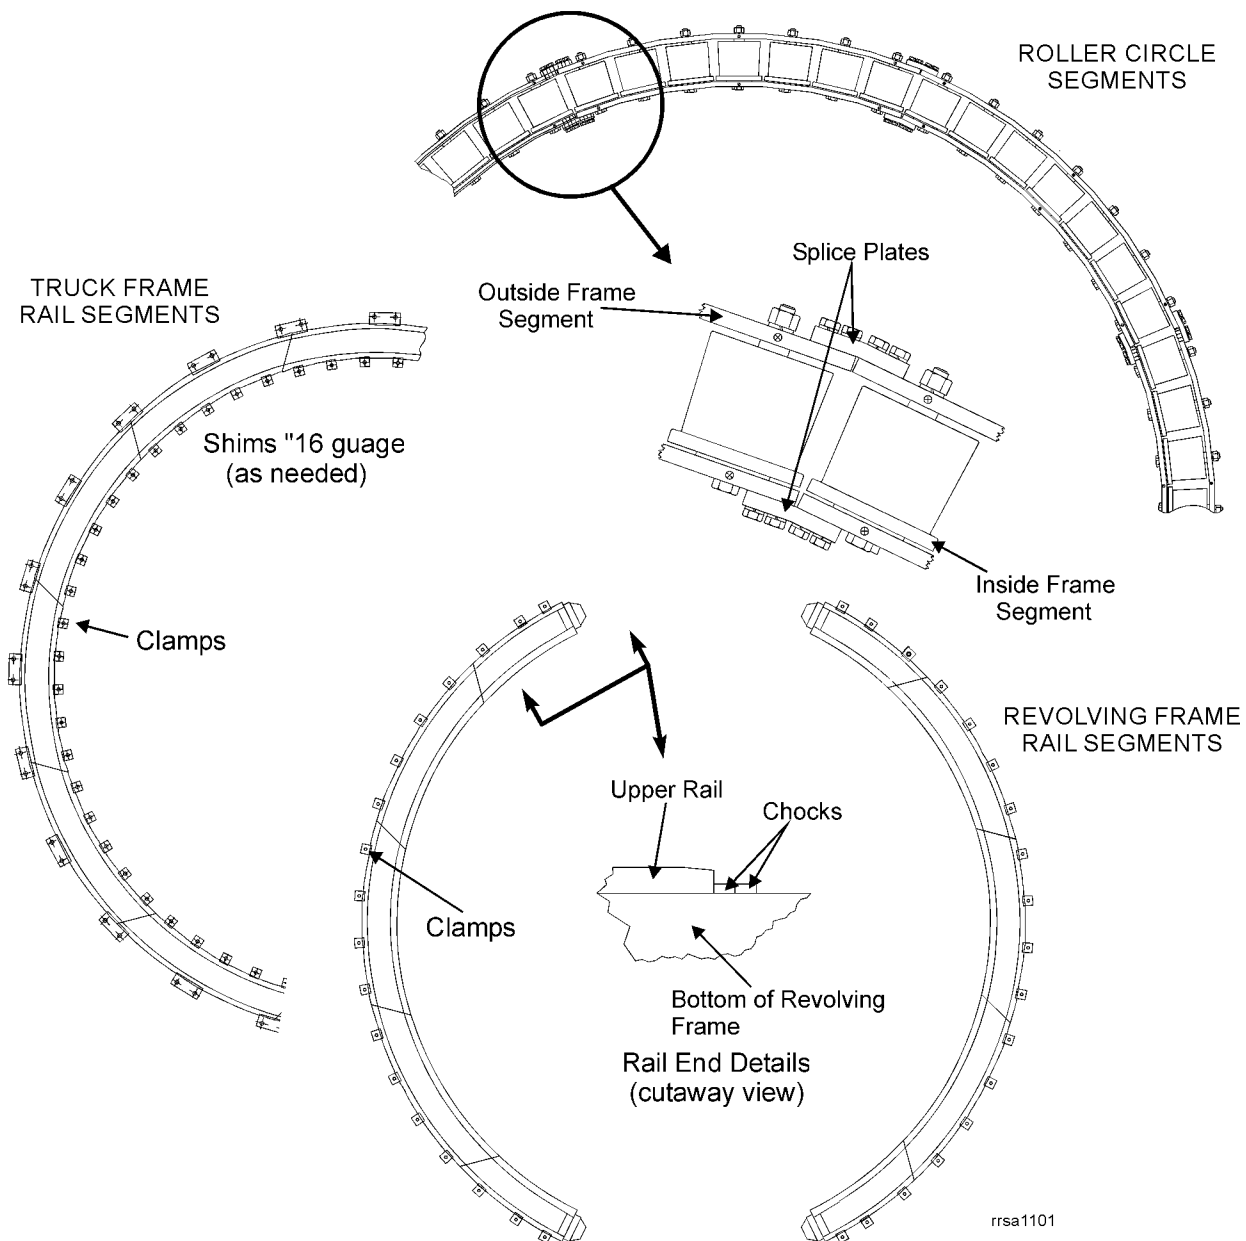 ROLLER CIRCLE
SEGMENTS
Splice Plates
Outside Frame
Segment
TRUCK FRAME
RAIL SEGMENTS
Shims "16 guage
(as needed)
Inside Frame
Segment
Clamps
REVOLVING FRAME
RAIL SEGMENTS
Upper Rail
Chocks
Clamps
Bottom of Revolving
Frame
Rail End Details
(cutaway view)
rrsa1101